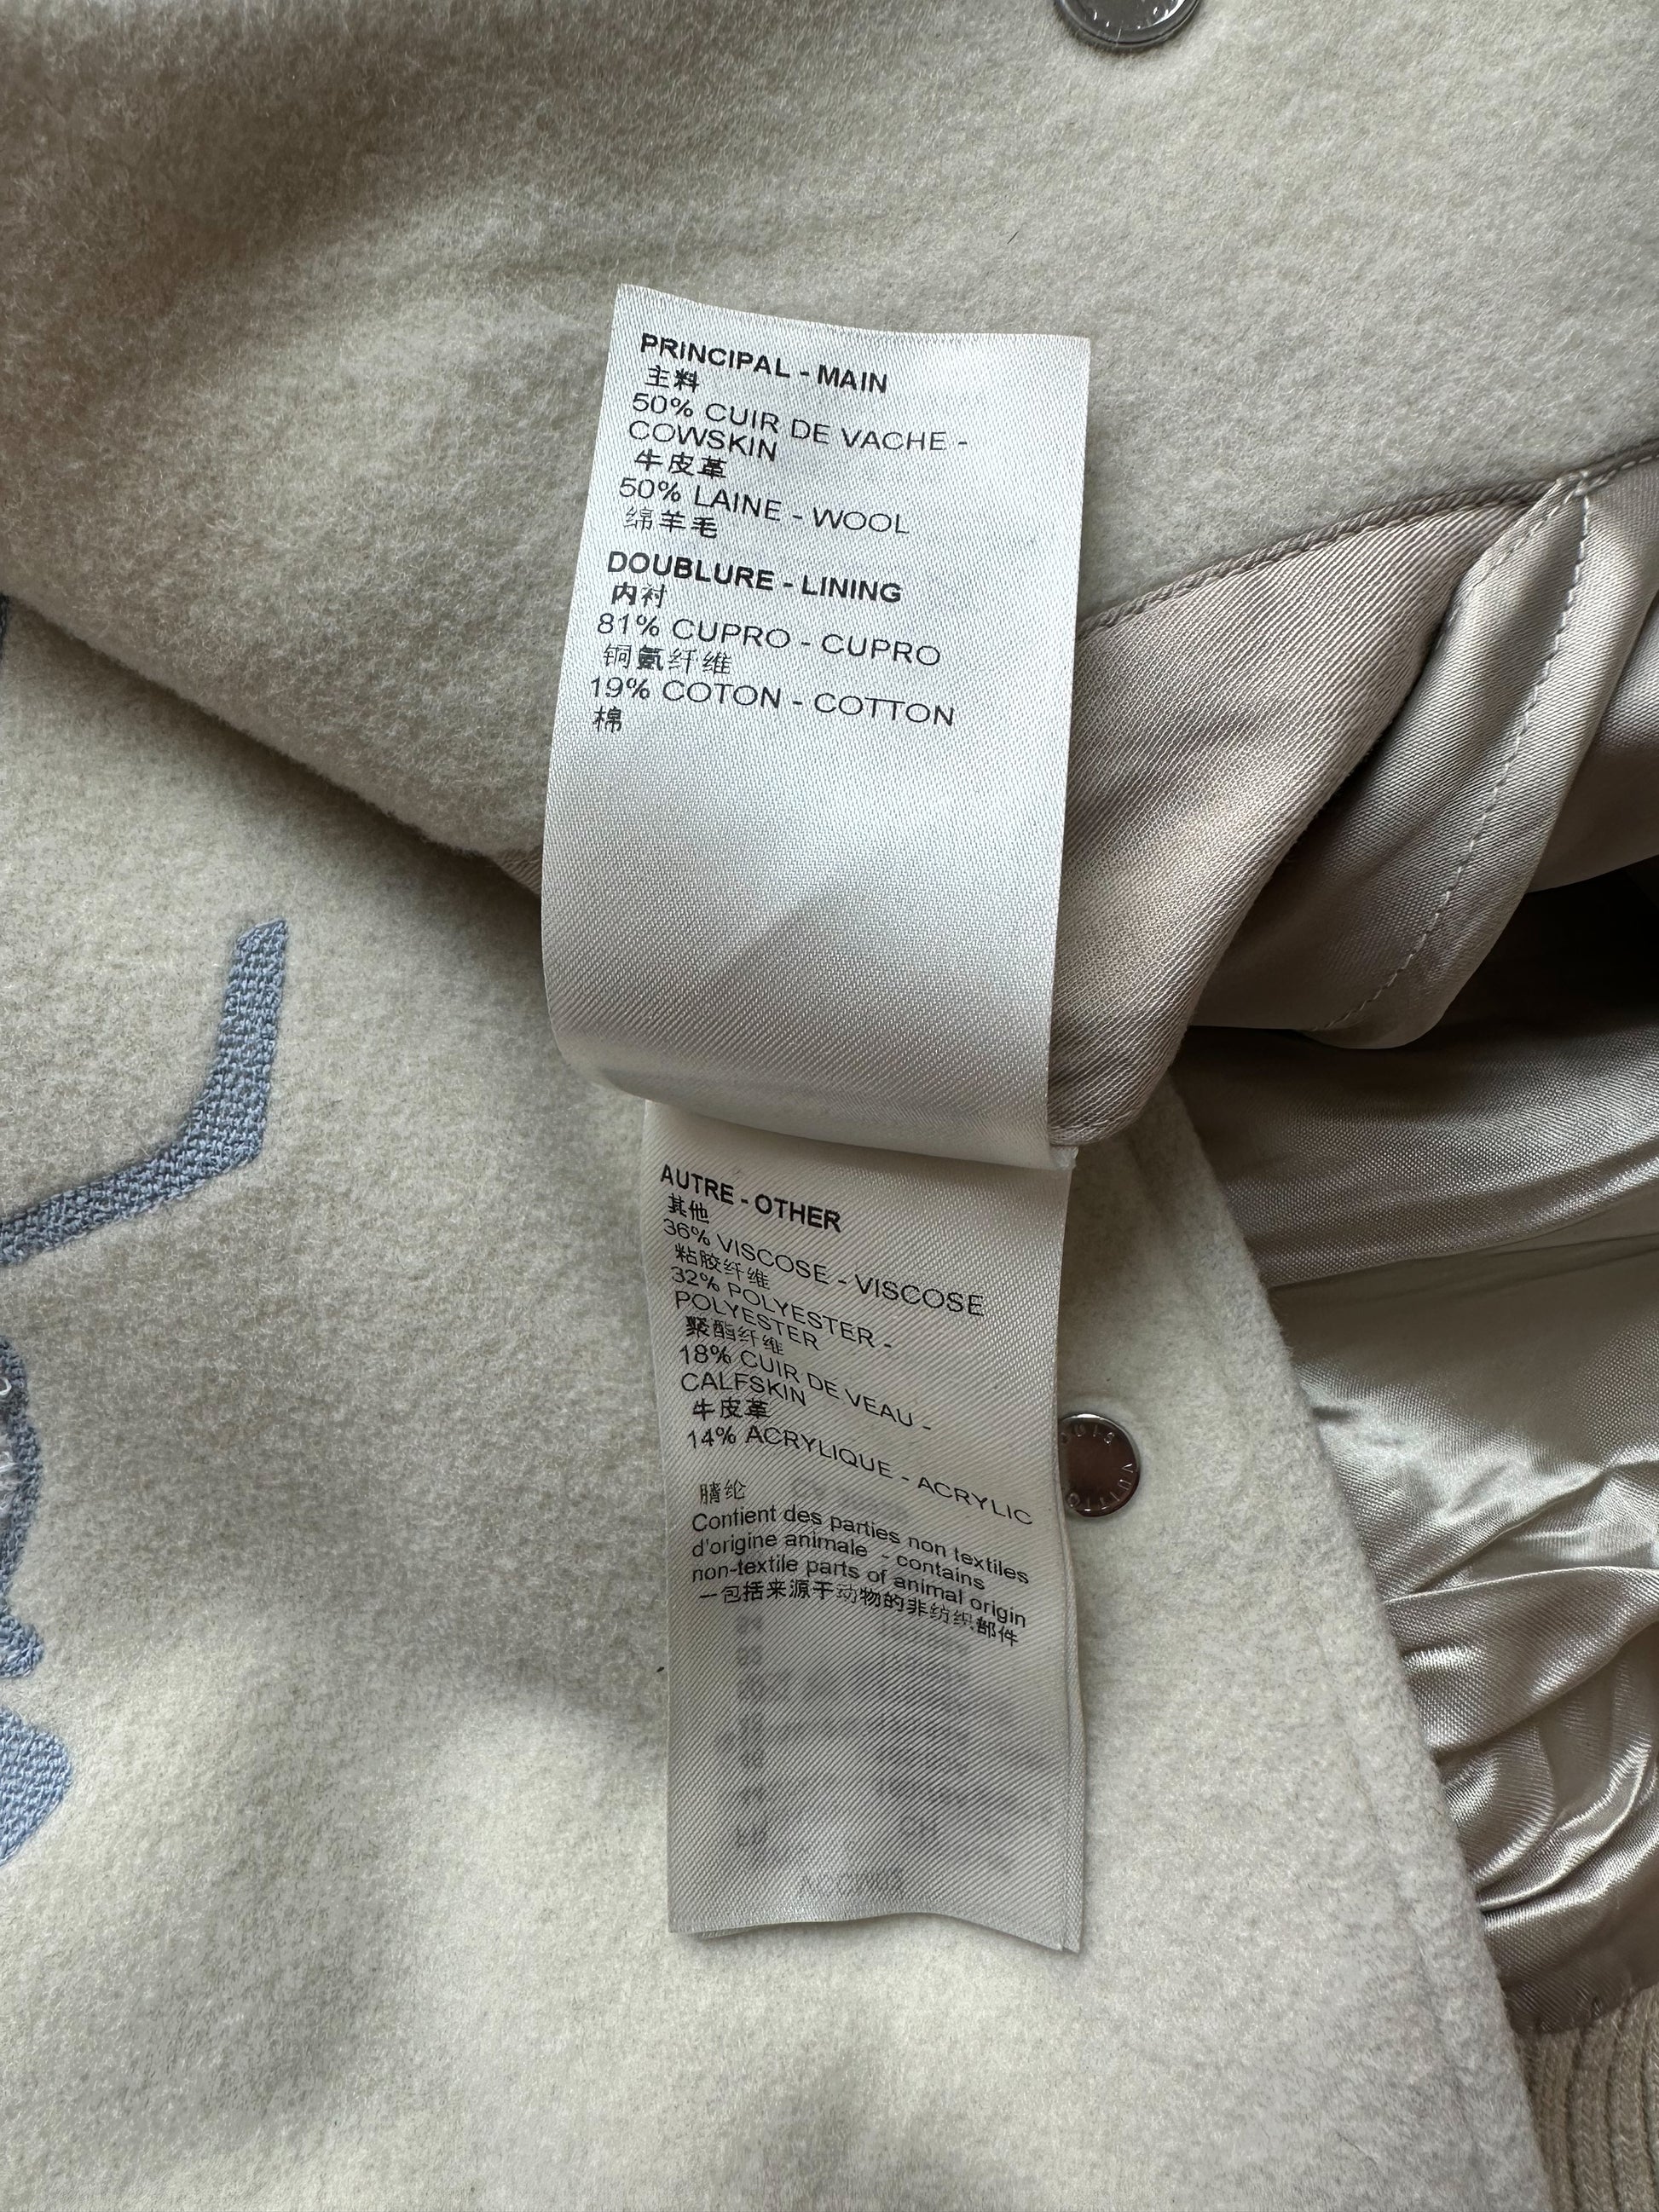 PRINCIPAL - MAIN
主料
50% CUIR DE VACHE -
COWSKIN
牛皮革
50% LAINE - WOOL
绵羊毛
DOUBLURE - LINING
内衬
81% CUPRO - CUPRO
铜氨纤维
19% COTON - COTTON
棉
AUTRE - OTHER
其他
36% VISCOSE - VISCOSE
粘胶纤维
32% POLYESTER -
POLYESTER
聚酯纤维
18% CUIR DE VEAU -
CALFSKIN
牛皮革
14% ACRYLIQUE - ACRYLIC
腈纶
Contient des parties non textiles
d'origine animale - contains
non-textile parts of animal origin
一包括来源于动物的非纺织部件